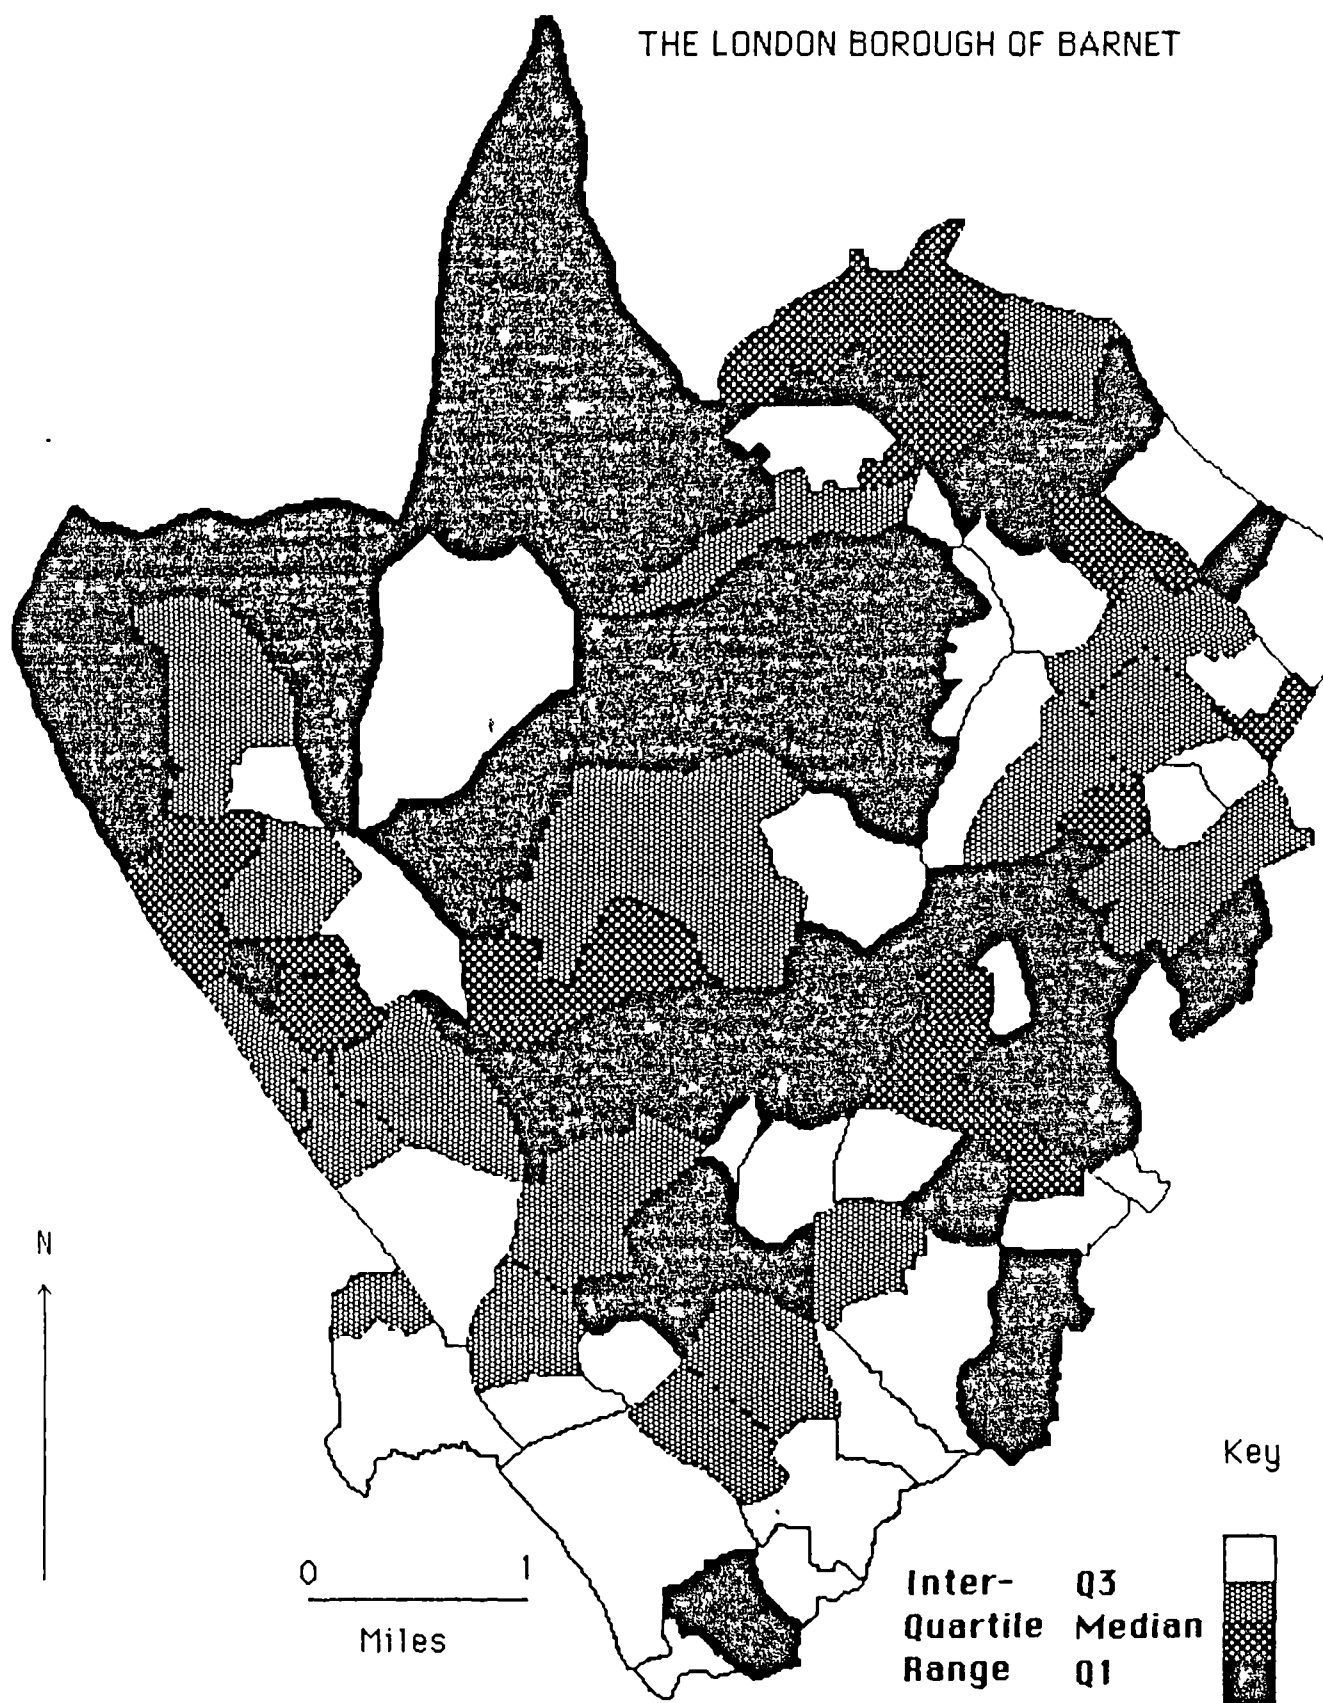 THE LONDON BOROUGH OF BARNET
N
0 1
Miles
Key
Inter- Q3
Quartile Median
Range Q1